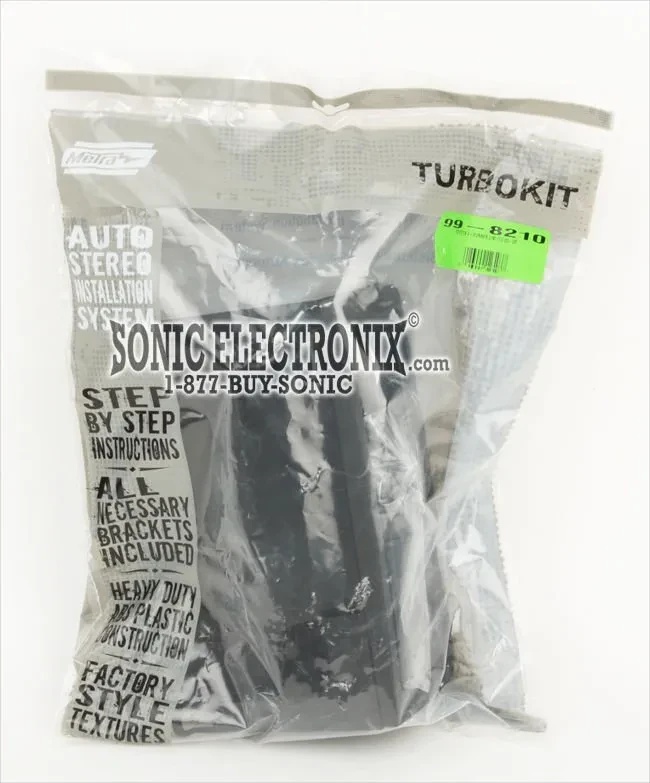 Metra
TURBOKIT
99-8210
AUTO
STEREO
INSTALLATION
SYSTEM
SONIC ELECTRONIX©.com
1-877-BUY-SONIC
STEP
BY STEP
INSTRUCTIONS
ALL
NECESSARY
BRACKETS
INCLUDED
HEAVY DUTY
ABS PLASTIC
CONSTRUCTION
FACTORY
STYLE
TEXTURES